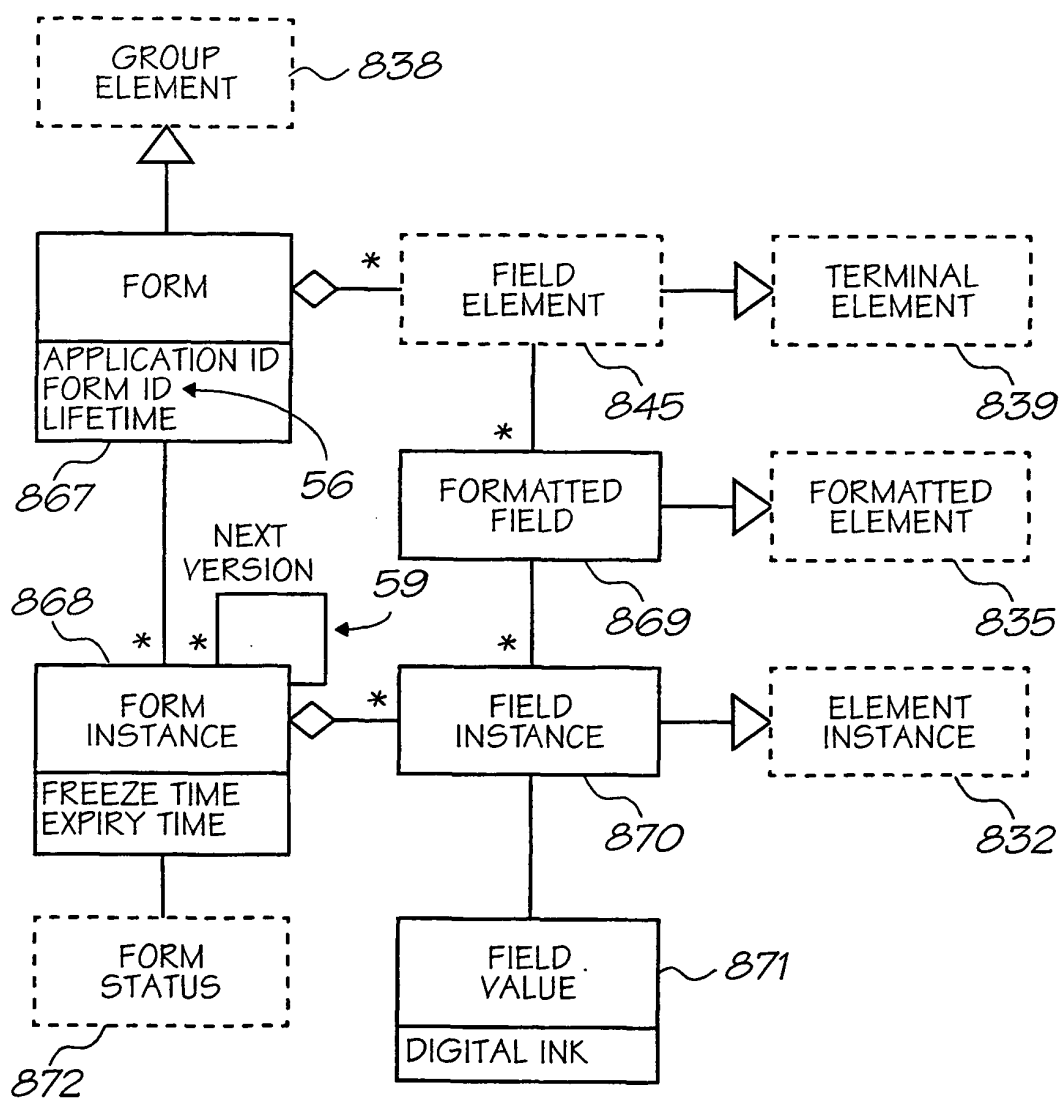 GROUP
ELEMENT
838
FORM
*
FIELD
ELEMENT
TERMINAL
ELEMENT
APPLICATION ID
FORM ID
LIFETIME
845
839
867
56
*
FORMATTED
FIELD
FORMATTED
ELEMENT
NEXT
VERSION
59
869
835
868
*
*
*
FORM
INSTANCE
*
FIELD
INSTANCE
ELEMENT
INSTANCE
FREEZE TIME
EXPIRY TIME
870
832
FORM
STATUS
FIELD
VALUE
871
DIGITAL INK
872